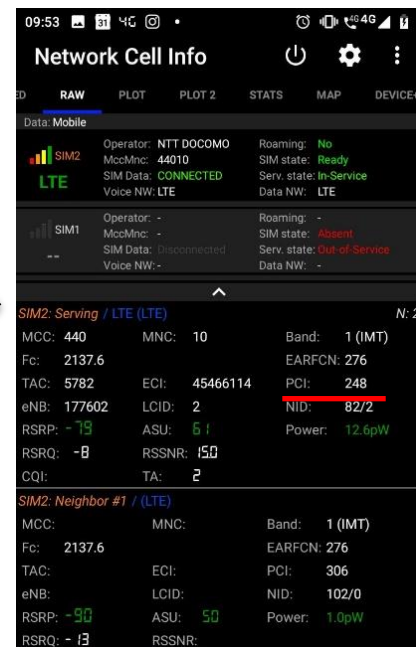 09:53 31 4G 4G
Network Cell Info
ED RAW PLOT PLOT 2 STATS MAP DEVICE+
Data: Mobile
SIM2 LTE
Operator: NTT DOCOMO Roaming: No
MccMnc: 44010 SIM state: Ready
SIM Data: CONNECTED Serv. state: In-Service
Voice NW: LTE Data NW: LTE
SIM1 --
Operator: - Roaming: -
MccMnc: - SIM state: Absent
SIM Data: Disconnected Serv. state: Out-of-Service
Voice NW: - Data NW: -
SIM2: Serving / LTE (LTE) N: 2
MCC: 440 MNC: 10 Band: 1 (IMT)
Fc: 2137.6 EARFCN: 276
TAC: 5782 ECI: 45466114 PCI: 248
eNB: 177602 LCID: 2 NID: 82/2
RSRP: -79 ASU: 61 Power: 12.6pW
RSRQ: -8 RSSNR: 15.0
CQI: TA: 2
SIM2: Neighbor #1 / (LTE)
MCC: MNC: Band: 1 (IMT)
Fc: 2137.6 EARFCN: 276
TAC: ECI: PCI: 306
eNB: LCID: NID: 102/0
RSRP: -90 ASU: 50 Power: 1.0pW
RSRQ: -13 RSSNR: